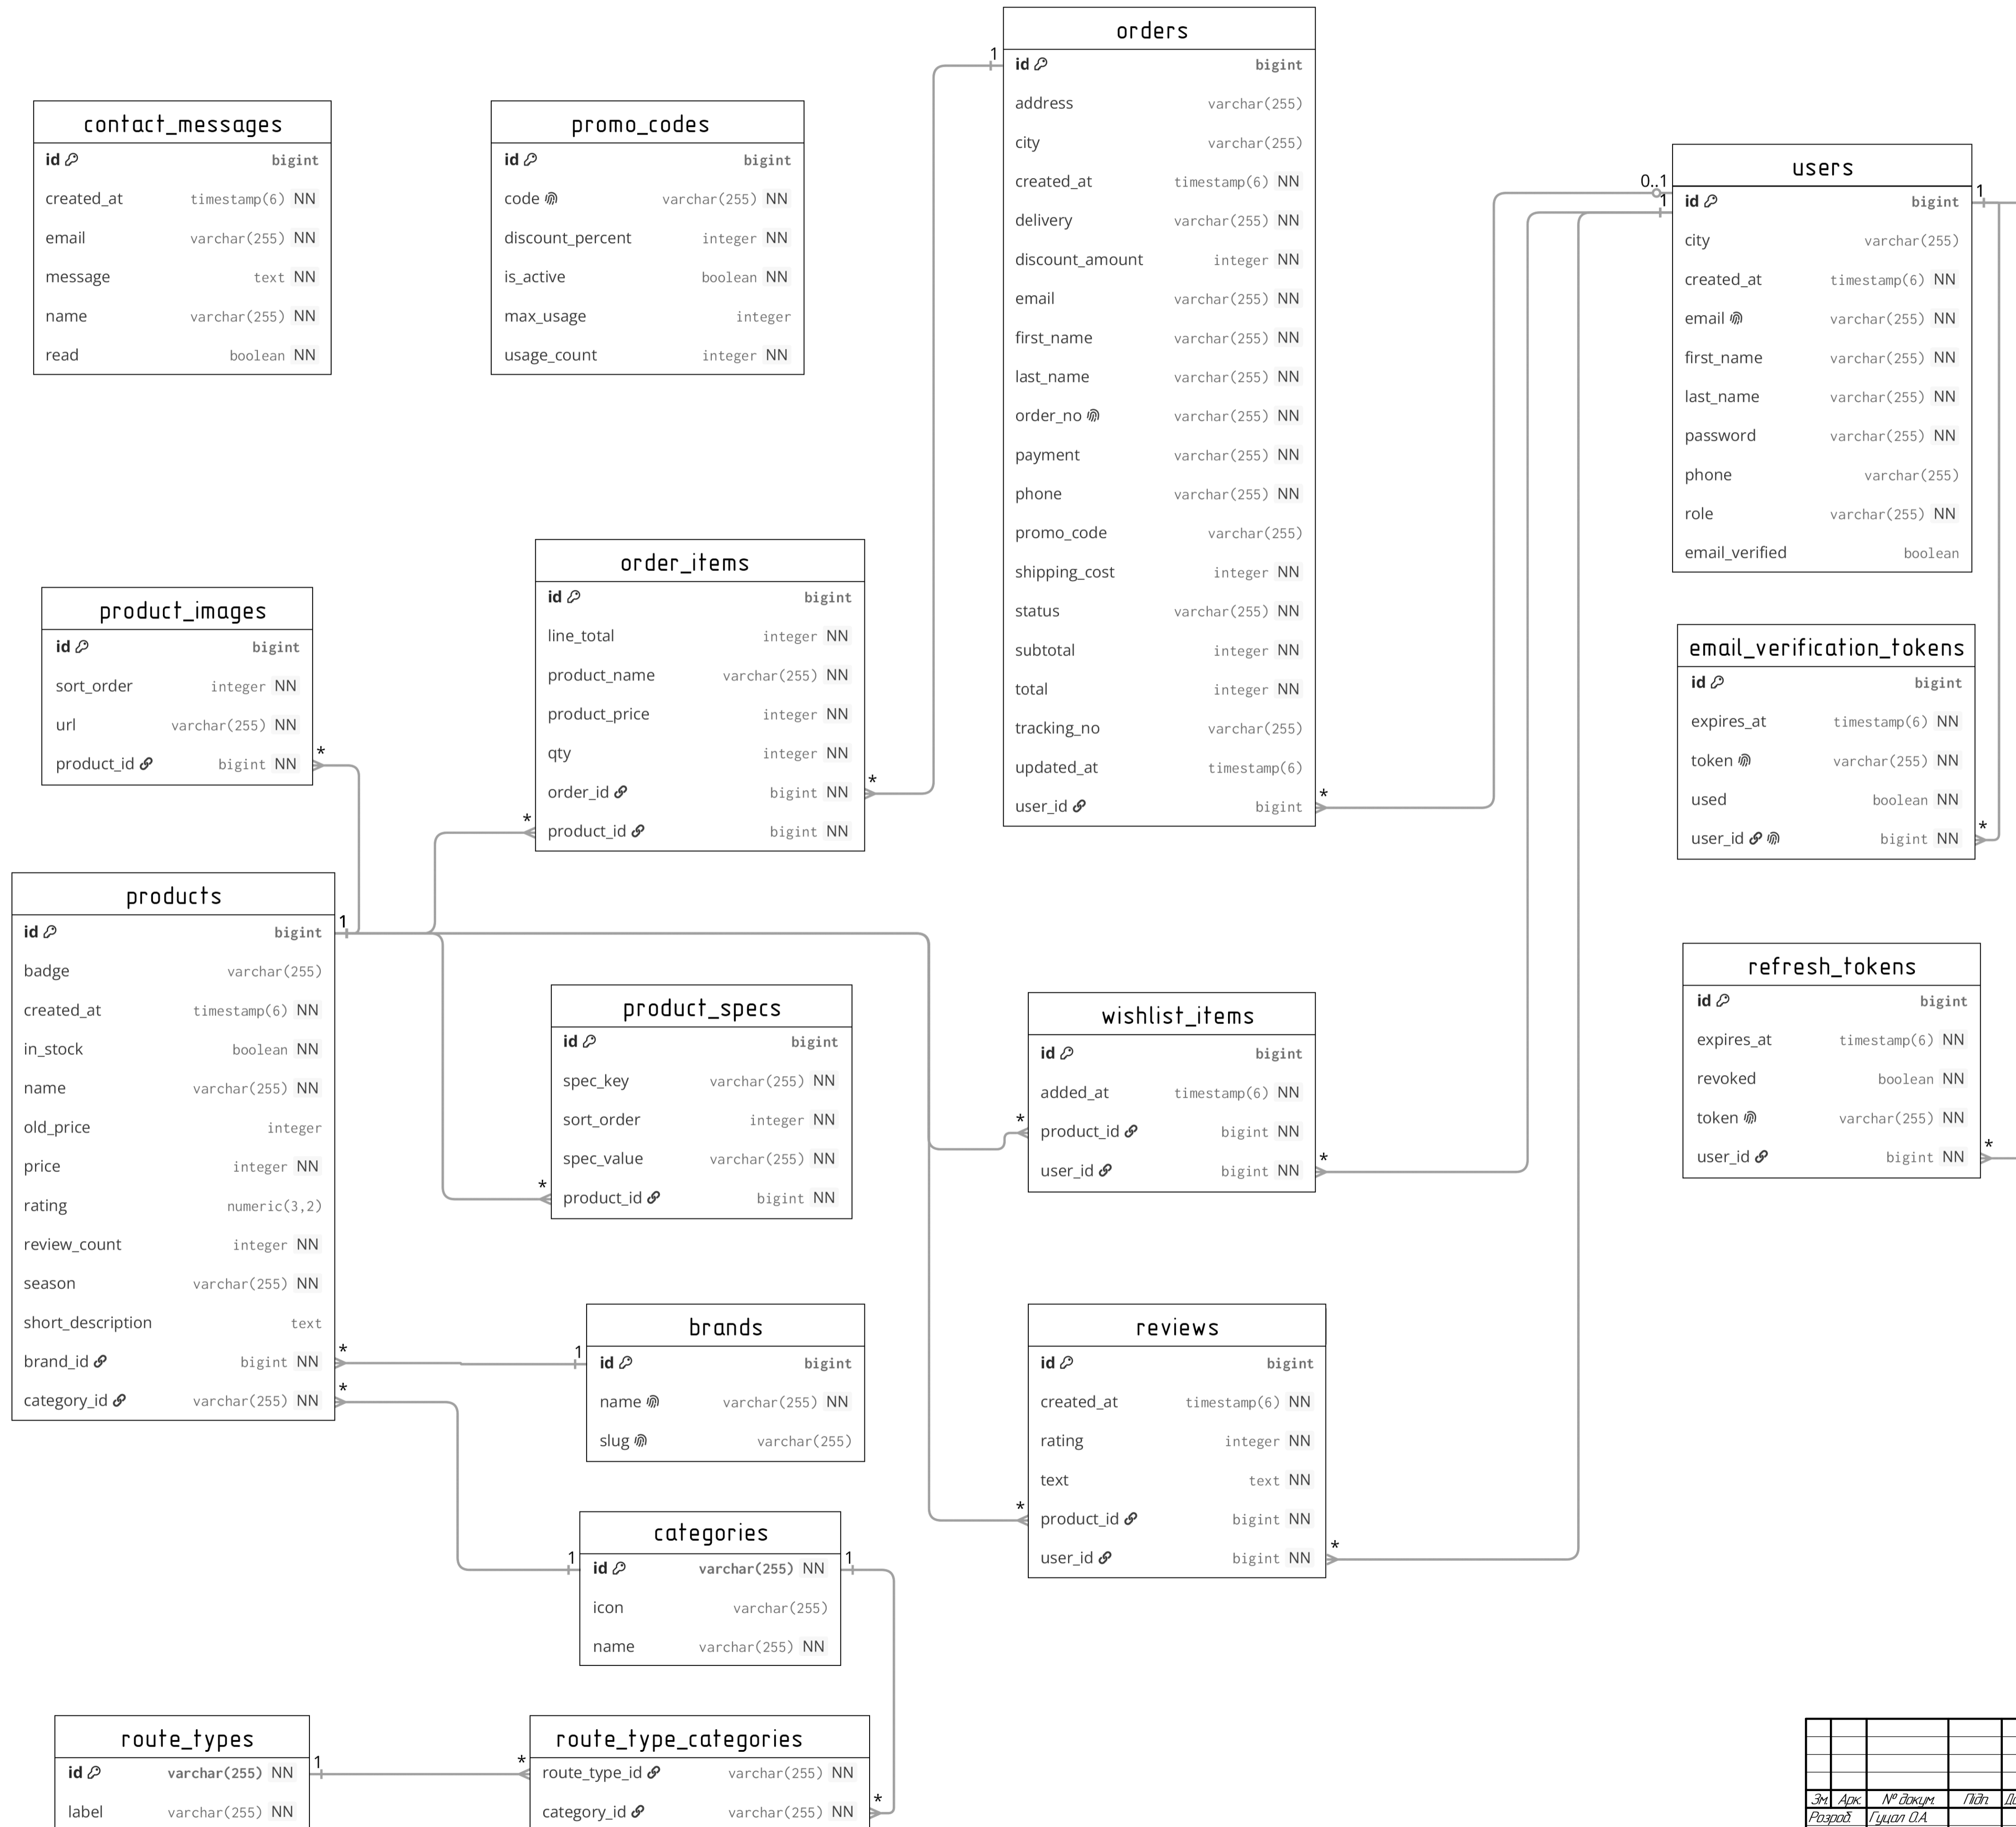 contact_messages
id bigint
created_at timestamp(6) NN
email varchar(255) NN
message text NN
name varchar(255) NN
read boolean NN
promo_codes
id bigint
code varchar(255) NN
discount_percent integer NN
is_active boolean NN
max_usage integer
usage_count integer NN
orders
1
id bigint
address varchar(255)
city varchar(255)
created_at timestamp(6) NN
delivery varchar(255) NN
discount_amount integer NN
email varchar(255) NN
first_name varchar(255) NN
last_name varchar(255) NN
order_no varchar(255) NN
payment varchar(255) NN
phone varchar(255) NN
promo_code varchar(255)
shipping_cost integer NN
status varchar(255) NN
subtotal integer NN
total integer NN
tracking_no varchar(255)
updated_at timestamp(6)
user_id bigint *
users
0..1
1
1
id bigint
city varchar(255)
created_at timestamp(6) NN
email varchar(255) NN
first_name varchar(255) NN
last_name varchar(255) NN
password varchar(255) NN
phone varchar(255)
role varchar(255) NN
email_verified boolean
product_images
id bigint
sort_order integer NN
url varchar(255) NN
product_id bigint NN *
order_items
id bigint
line_total integer NN
product_name varchar(255) NN
product_price integer NN
qty integer NN
order_id bigint NN *
* product_id bigint NN
email_verification_tokens
id bigint
expires_at timestamp(6) NN
token varchar(255) NN
used boolean NN
user_id bigint NN *
products
id bigint 1
badge varchar(255)
created_at timestamp(6) NN
in_stock boolean NN
name varchar(255) NN
old_price integer
price integer NN
rating numeric(3,2)
review_count integer NN
season varchar(255) NN
short_description text
brand_id bigint NN *
category_id varchar(255) NN *
product_specs
id bigint
spec_key varchar(255) NN
sort_order integer NN
spec_value varchar(255) NN
* product_id bigint NN
wishlist_items
id bigint
added_at timestamp(6) NN
* product_id bigint NN
user_id bigint NN *
refresh_tokens
id bigint
expires_at timestamp(6) NN
revoked boolean NN
token varchar(255) NN
user_id bigint NN *
brands
1 id bigint
name varchar(255) NN
slug varchar(255)
reviews
id bigint
created_at timestamp(6) NN
rating integer NN
text text NN
* product_id bigint NN
user_id bigint NN *
categories
1 id varchar(255) NN 1
icon varchar(255)
name varchar(255) NN
route_types
id varchar(255) NN 1
label varchar(255) NN
route_type_categories
* route_type_id varchar(255) NN
category_id varchar(255) NN *
Зм. Арк. № докум. Підп.
Розроб. Гуцал О.А.